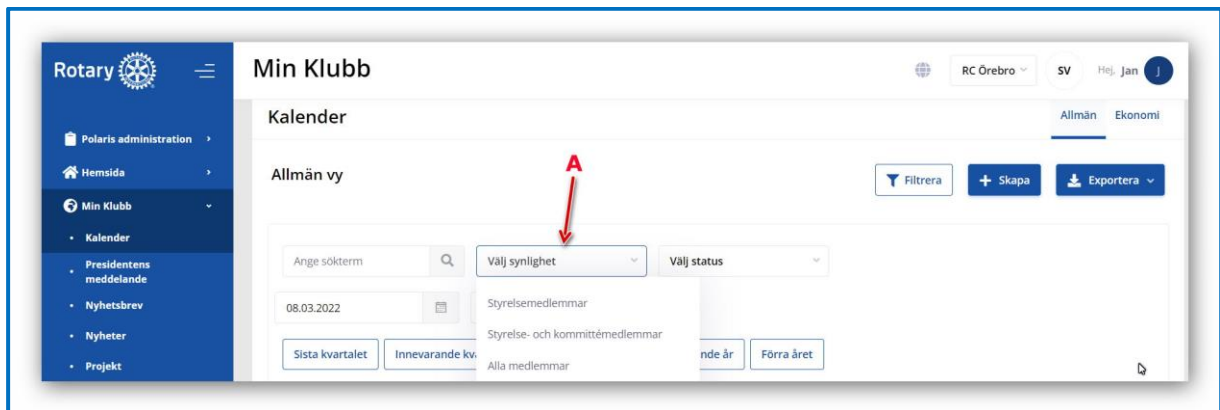 Rotary
Min Klubb
RC Örebro
SV
Hej, Jan
J
Polaris administration
Hemsida
Min Klubb
Kalender
Presidentens
meddelande
Nyhetsbrev
Nyheter
Projekt
Kalender
Allmän
Ekonomi
Allmän vy
A
Filtrera
+ Skapa
Exportera
Ange sökterm
Välj synlighet
Välj status
08.03.2022
Styrelsemedlemmar
Styrelse- och kommittémedlemmar
Alla medlemmar
Sista kvartalet
Innevarande kv
nde år
Förra året